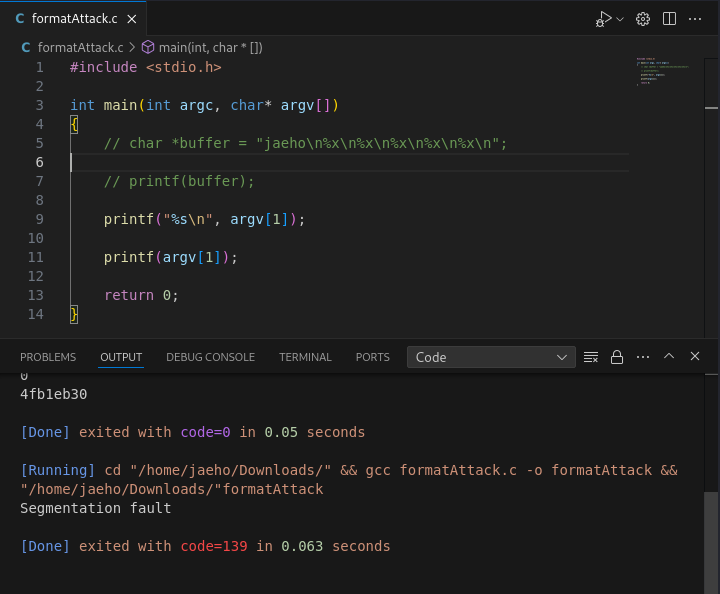 C formatAttack.c
C formatAttack.c > main(int, char * [])
1 #include <stdio.h>
2
3 int main(int argc, char* argv[])
4 {
5 // char *buffer = "jaeho\n%x\n%x\n%x\n%x\n%x\n";
6
7 // printf(buffer);
8
9 printf("%s\n", argv[1]);
10
11 printf(argv[1]);
12
13 return 0;
14 }
PROBLEMS OUTPUT DEBUG CONSOLE TERMINAL PORTS Code
0
4fb1eb30
[Done] exited with code=0 in 0.05 seconds
[Running] cd "/home/jaeho/Downloads/" && gcc formatAttack.c -o formatAttack &&
"/home/jaeho/Downloads/"formatAttack
Segmentation fault
[Done] exited with code=139 in 0.063 seconds